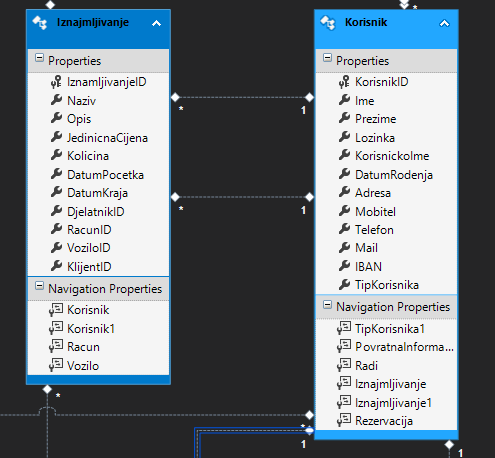 Iznajmljivanje
Properties
IznamljivanjeID
Naziv
Opis
JedinicnaCijena
Kolicina
DatumPocetka
DatumKraja
DjelatnikID
RacunID
VoziloID
KlijentID
Navigation Properties
Korisnik
Korisnik1
Racun
Vozilo
*
*
1
*
1
*
Korisnik
Properties
KorisnikID
Ime
Prezime
Lozinka
KorisnickoIme
DatumRodenja
Adresa
Mobitel
Telefon
Mail
IBAN
TipKorisnika
Navigation Properties
TipKorisnika1
PovratnaInforma...
Radi
Iznajmljivanje
Iznajmljivanje1
Rezervacija
*
1
1